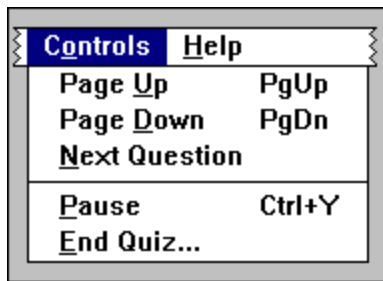 Controls Help
Page Up PgUp
Page Down PgDn
Next Question
Pause Ctrl+Y
End Quiz...